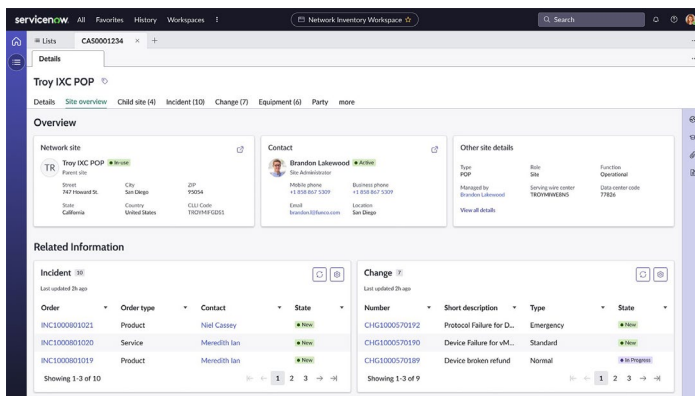 servicenow. All Favorites History Workspaces Network Inventory Workspace Search
Lists CAS0001234
Details
Troy IXC POP
Details Site overview Child site (4) Incident (10) Change (7) Equipment (6) Party more
Overview
Network site
TR
Troy IXC POP In-use
Parent site
Street City ZIP
747 Howard St. San Diego 95054
State Country CLLI Code
California United States TROYMIFGDS1
Contact
Brandon Lakewood Active
Site Administrator
Mobile phone Business phone
+1 858 867 5309 +1 858 867 5309
Email Location
brandon.l@funco.com San Diego
Other site details
Type Role Function
POP Site Operational
Managed by Serving wire center Data center code
Brandon Lakewood TROYMIWEBN5 77826
View all details
Related Information
Incident 10
Last updated 2h ago
Order Order type Contact State
INC1000801021 Product Niel Cassey New
INC1000801020 Service Meredith Ian New
INC1000801019 Product Meredith Ian New
Showing 1-3 of 10 1 2 3
Change 7
Last updated 2h ago
Number Short description Type State
CHG1000570192 Protocol Failure for D... Emergency New
CHG1000570190 Device Failure for vM... Standard New
CHG1000570189 Device broken refund Normal In Progress
Showing 1-3 of 9 1 2 3